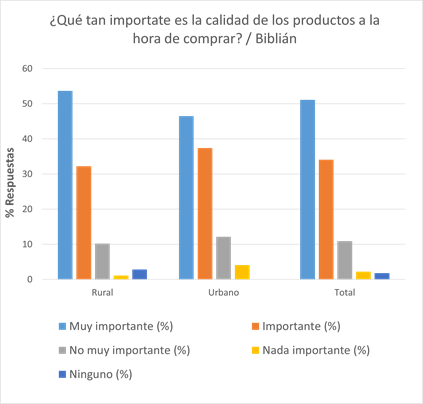 ¿Qué tan importate es la calidad de los productos a la
hora de comprar? / Biblián
% Respuestas
60
50
40
30
20
10
0
Rural
Urbano
Total
Muy importante (%)
Importante (%)
No muy importante (%)
Nada importante (%)
Ninguno (%)